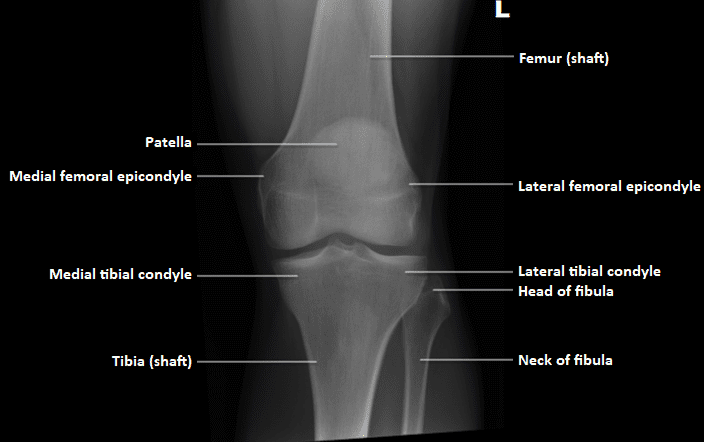 L
Femur (shaft)
Patella
Medial femoral epicondyle
Lateral femoral epicondyle
Medial tibial condyle
Lateral tibial condyle
Head of fibula
Tibia (shaft)
Neck of fibula